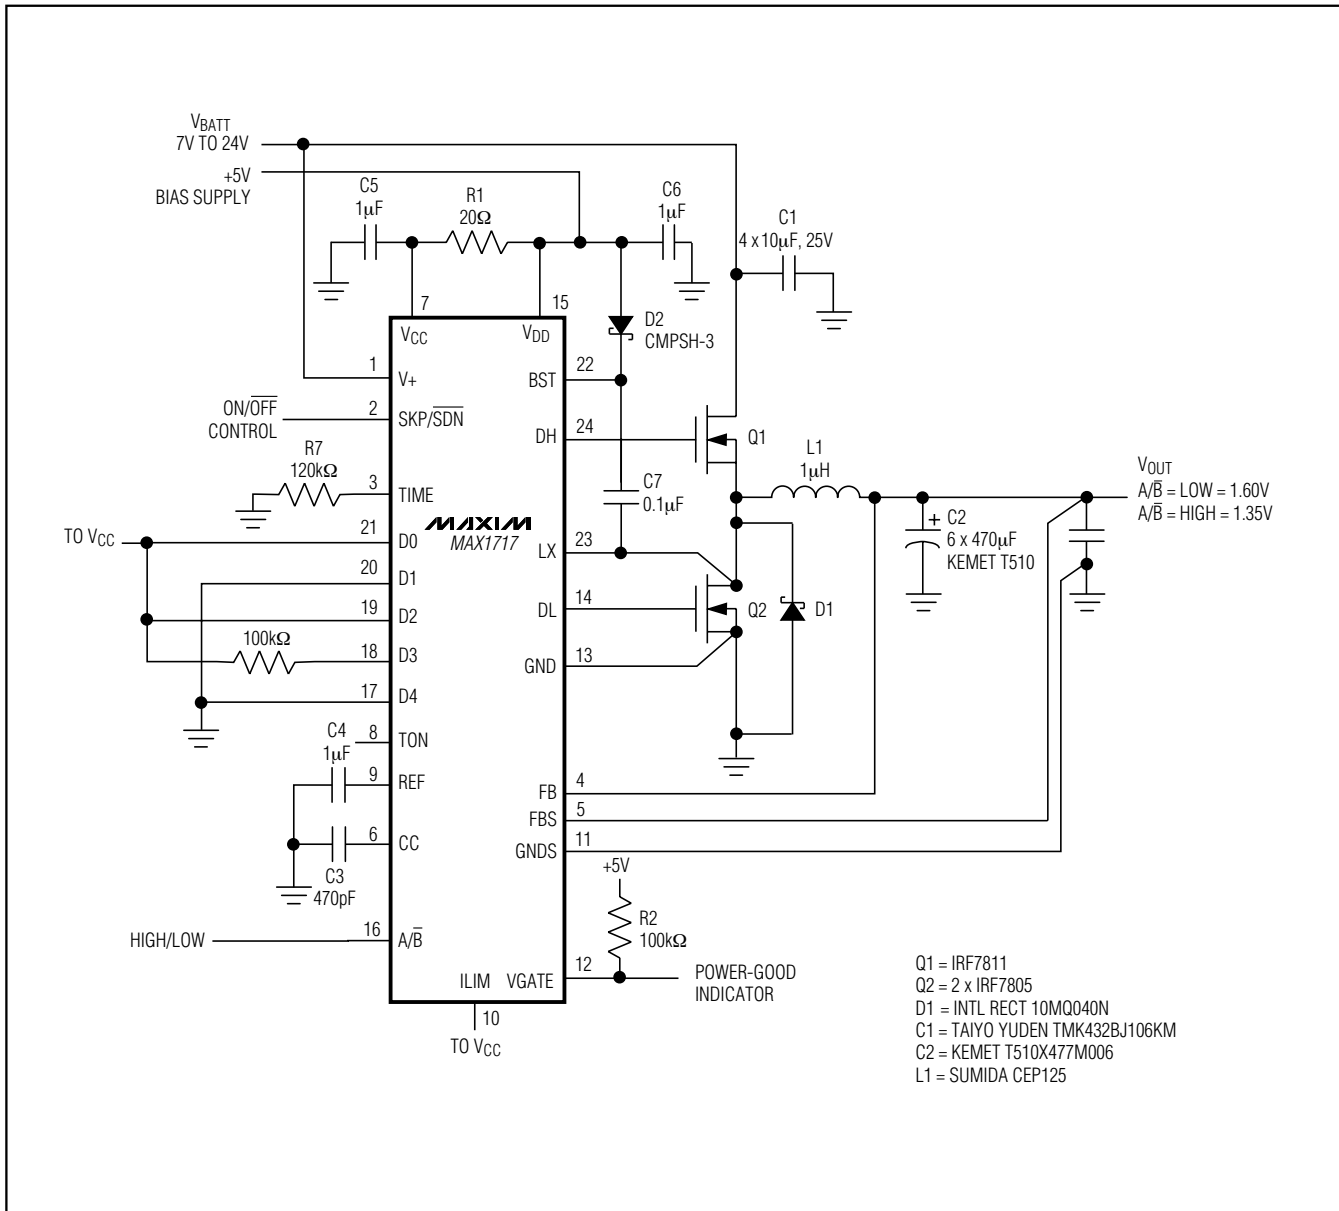 VBATT
7V TO 24V
+5V
BIAS SUPPLY
C5
1µF
R1
20Ω
C6
1µF
C1
4 x 10µF, 25V
7
15
VCC
VDD
D2
CMPSH-3
1
V+
22
BST
ON/OFF
CONTROL
2
SKP/SDN
24
DH
Q1
R7
120kΩ
3
TIME
L1
1µH
C7
0.1µF
VOUT
A/B = LOW = 1.60V
A/B = HIGH = 1.35V
+
C2
6 x 470µF
KEMET T510
TO VCC
21
D0
MAXIM
MAX1717
23
LX
20
D1
19
D2
14
DL
Q2
D1
100kΩ
18
D3
13
GND
17
D4
C4
1µF
8
TON
9
REF
4
FB
5
FBS
6
CC
11
GNDS
C3
470pF
+5V
R2
100kΩ
HIGH/LOW
16
A/B
ILIM
VGATE
12
POWER-GOOD
INDICATOR
10
TO VCC
Q1 = IRF7811
Q2 = 2 x IRF7805
D1 = INTL RECT 10MQ040N
C1 = TAIYO YUDEN TMK432BJ106KM
C2 = KEMET T510X477M006
L1 = SUMIDA CEP125